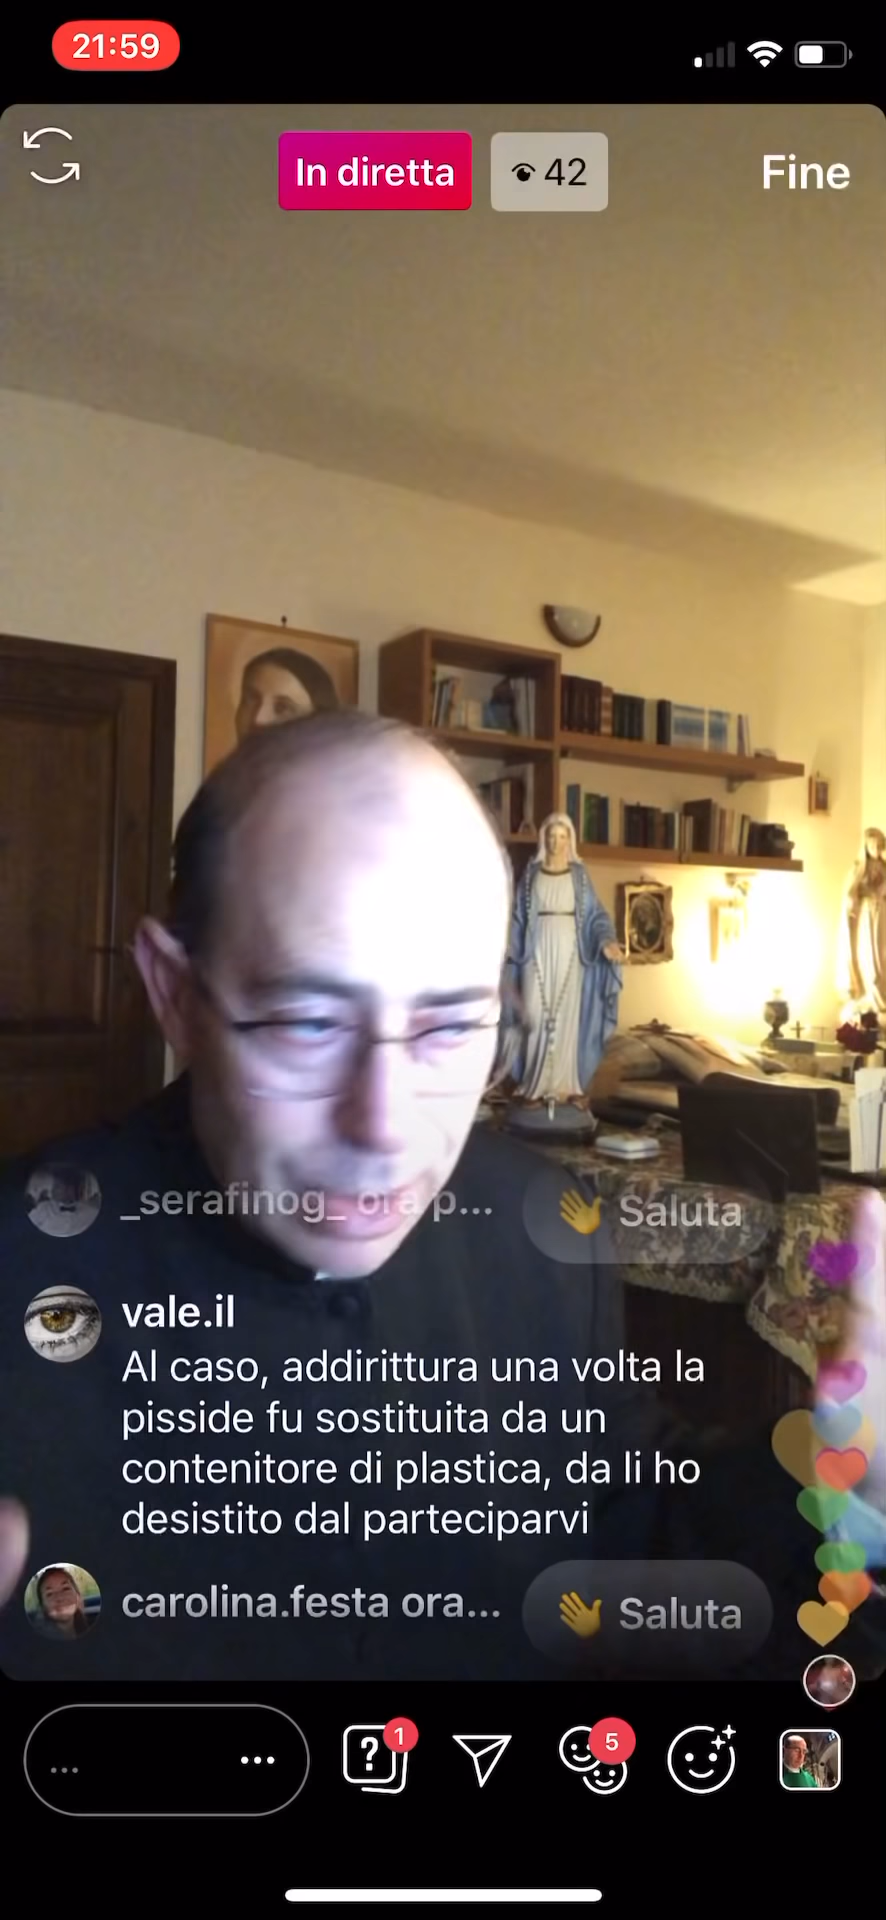 21:59
In diretta
42
Fine
_serafinog_ ora p...
Saluta
vale.il
Al caso, addirittura una volta la
pisside fu sostituita da un
contenitore di plastica, da li ho
desistito dal parteciparvi
carolina.festa ora...
Saluta
...
1
5